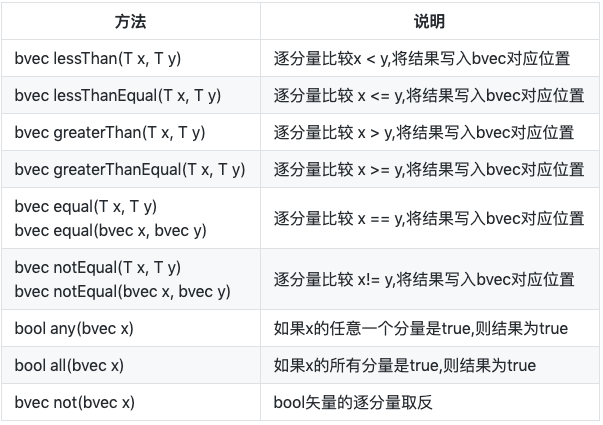 方法 说明
bvec lessThan(T x, T y) 逐分量比较x < y,将结果写入bvec对应位置
bvec lessThanEqual(T x, T y) 逐分量比较 x <= y,将结果写入bvec对应位置
bvec greaterThan(T x, T y) 逐分量比较 x > y,将结果写入bvec对应位置
bvec greaterThanEqual(T x, T y) 逐分量比较 x >= y,将结果写入bvec对应位置
bvec equal(T x, T y)
bvec equal(bvec x, bvec y)
逐分量比较 x == y,将结果写入bvec对应位置
bvec notEqual(T x, T y)
bvec notEqual(bvec x, bvec y)
逐分量比较 x!= y,将结果写入bvec对应位置
bool any(bvec x) 如果x的任意一个分量是true,则结果为true
bool all(bvec x) 如果x的所有分量是true,则结果为true
bvec not(bvec x) bool矢量的逐分量取反